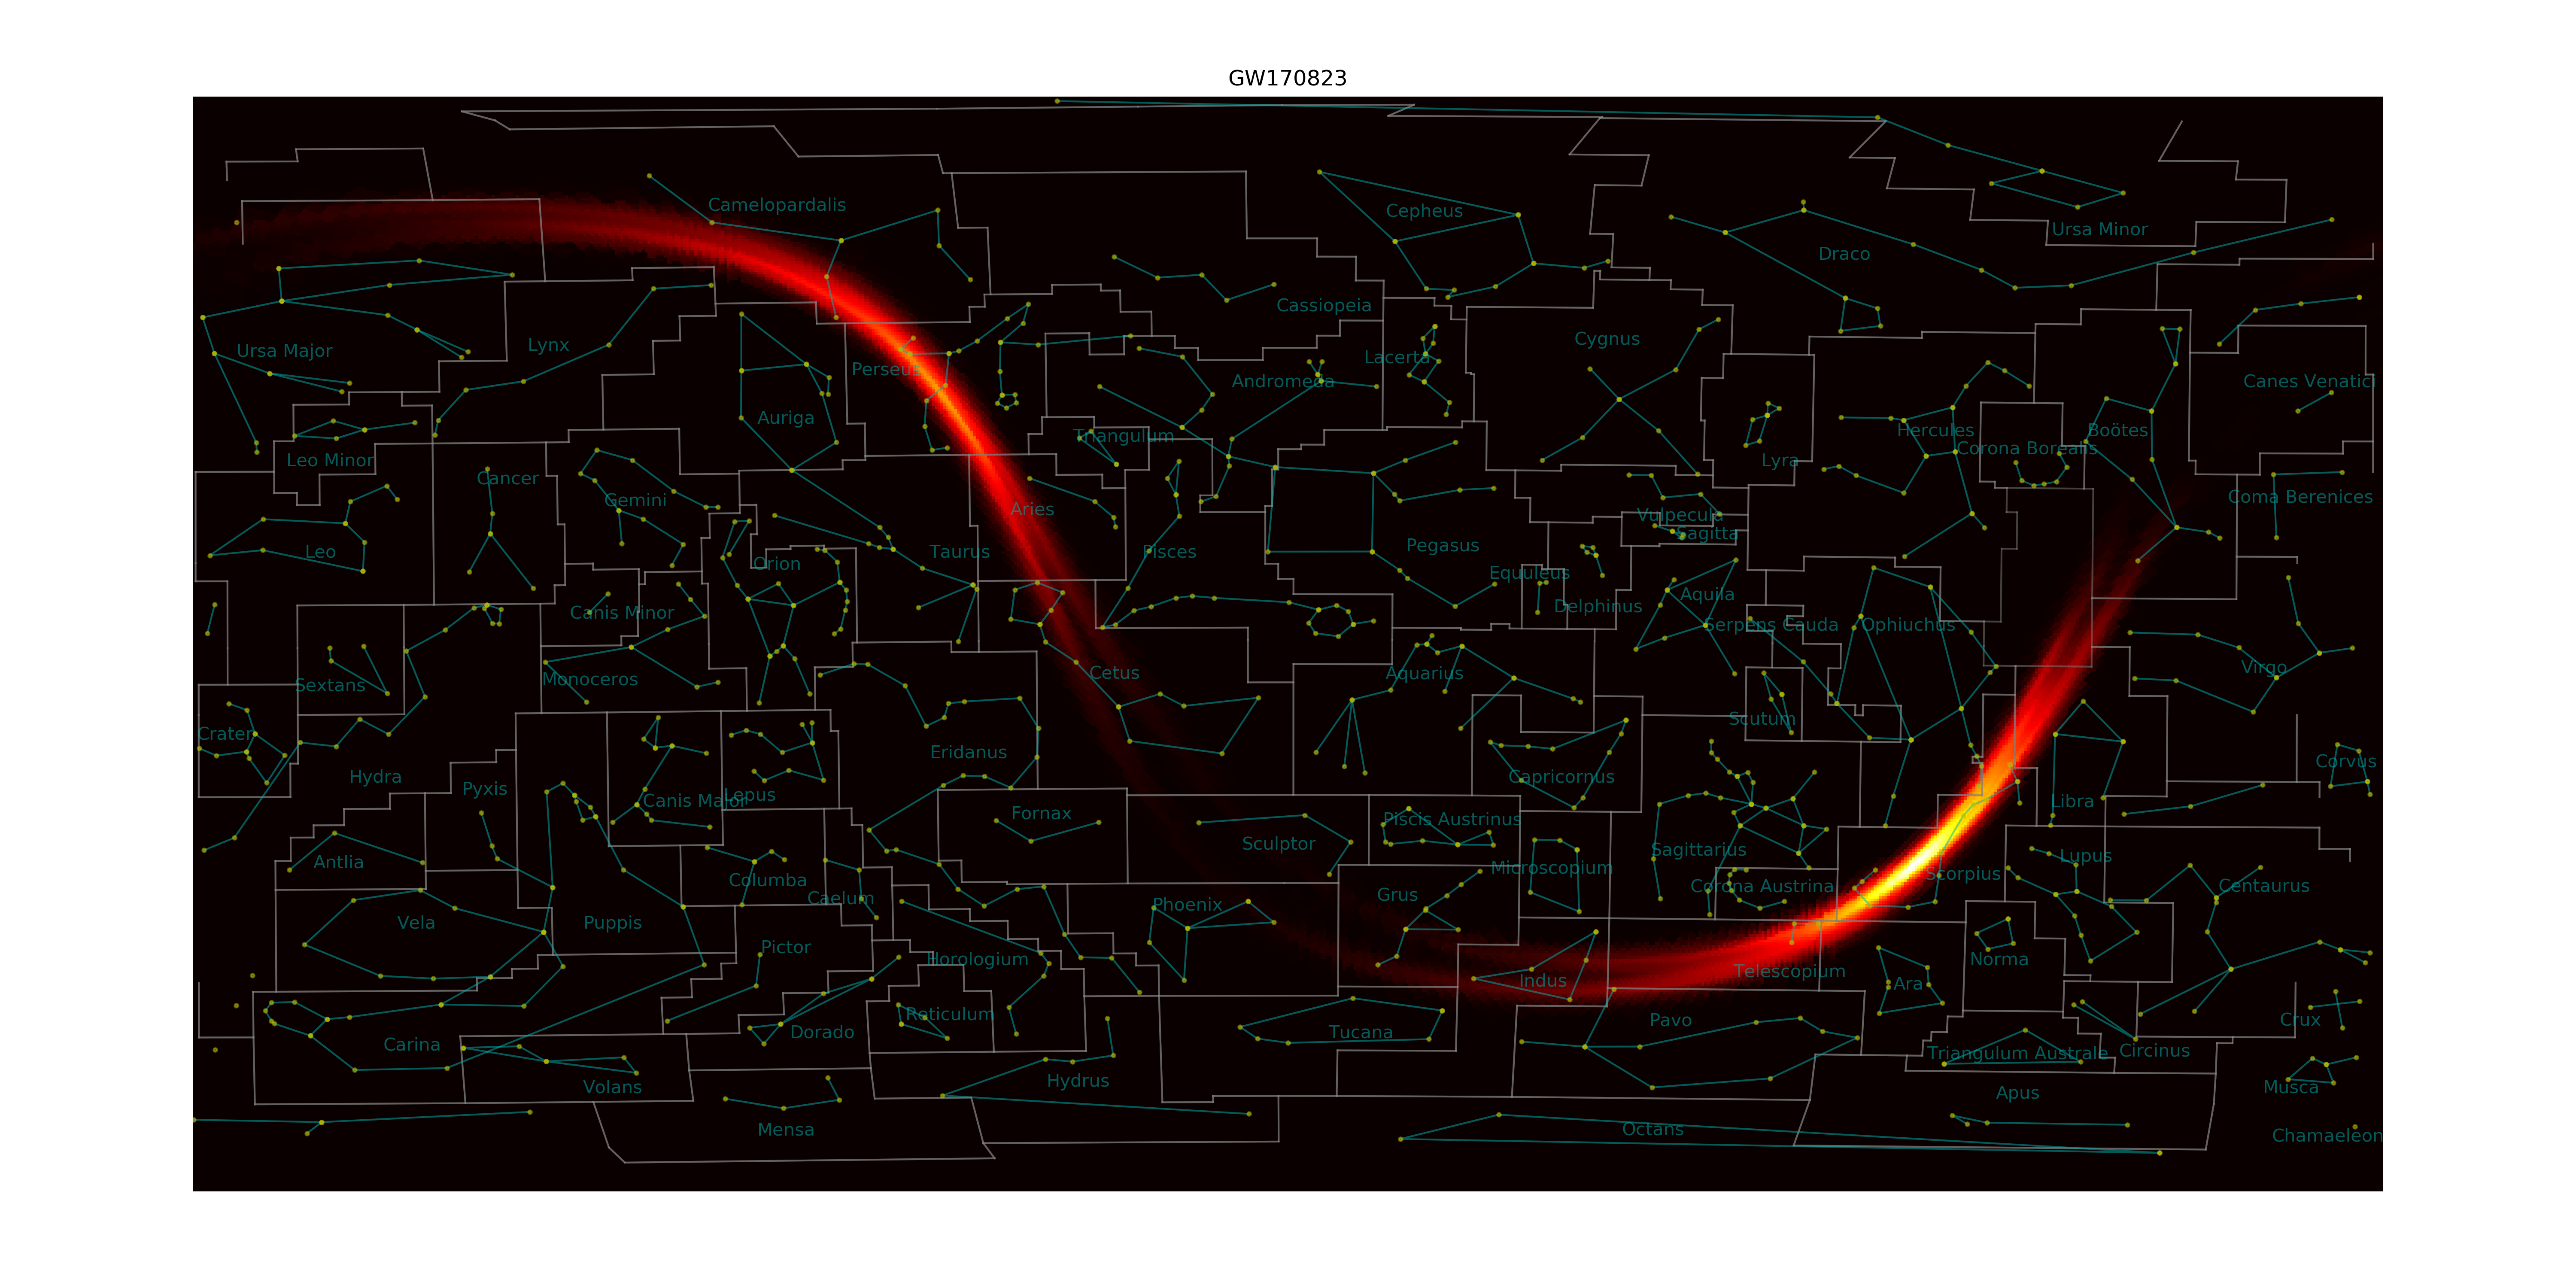 GW170823
Camelopardalis
Cepheus
Ursa Minor
Draco
Cassiopeia
Ursa Major
Lynx
Cygnus
Lacerta
Perseus
Andromeda
Canes Venatici
Auriga
Triangulum
Hercules
Boötes
Corona Borealis
Leo Minor
Lyra
Cancer
Gemini
Coma Berenices
Aries
Vulpecula
Sagitta
Leo
Taurus
Pisces
Pegasus
Orion
Equuleus
Aquila
Canis Minor
Delphinus
Serpens Cauda
Ophiuchus
Virgo
Cetus
Aquarius
Monoceros
Sextans
Scutum
Crater
Eridanus
Corvus
Hydra
Capricornus
Pyxis
Lepus
Canis Major
Libra
Fornax
Piscis Austrinus
Sculptor
Sagittarius
Lupus
Antlia
Microscopium
Scorpius
Columba
Corona Austrina
Centaurus
Grus
Caelum
Phoenix
Vela
Puppis
Pictor
Horologium
Norma
Telescopium
Indus
Ara
Reticulum
Pavo
Crux
Dorado
Tucana
Carina
Circinus
Triangulum Australe
Hydrus
Volans
Musca
Apus
Mensa
Octans
Chamaeleon